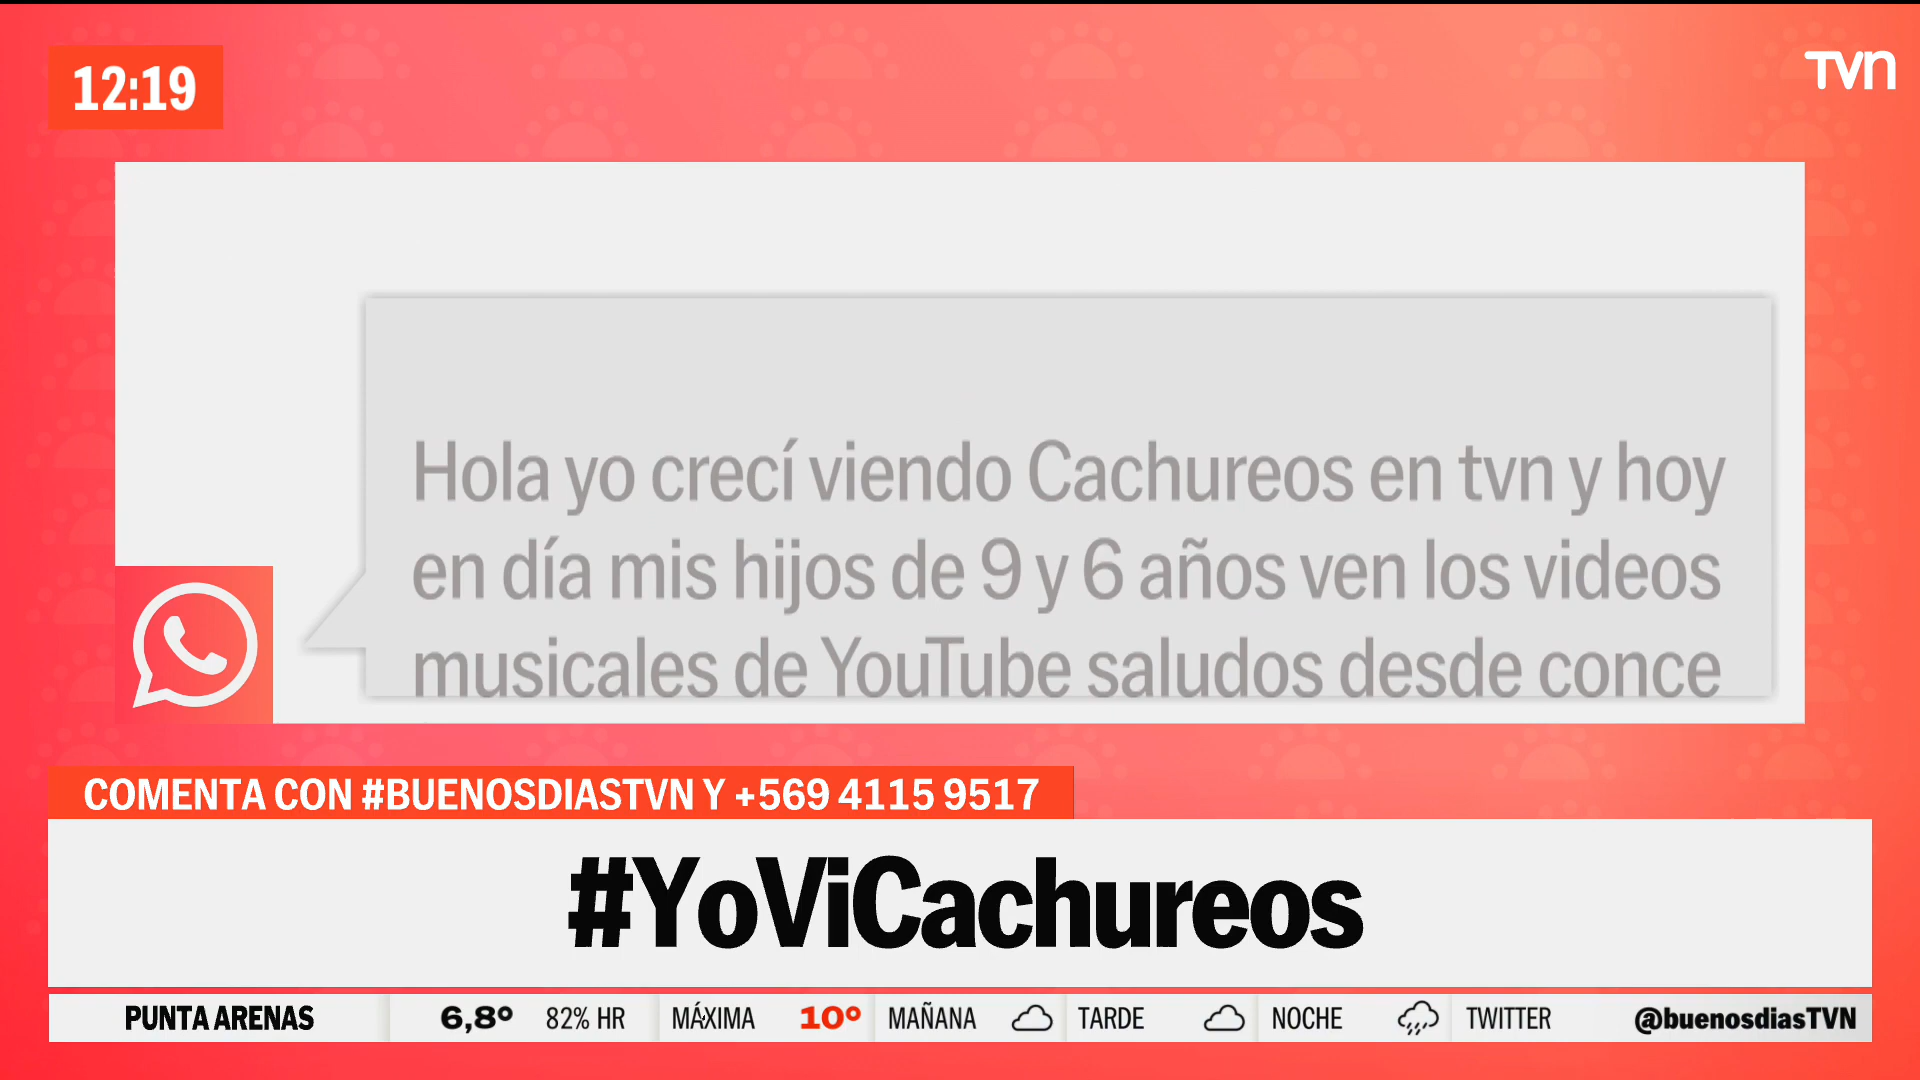 12:19
TVN
Hola yo crecí viendo Cachureos en tvn y hoy
en día mis hijos de 9 y 6 años ven los videos
musicales de YouTube saludos desde conce
COMENTA CON #BUENOSDIASTVN Y +569 4115 9517
#YoViCachureos
PUNTA ARENAS 6,8° 82% HR MÁXIMA 10° MAÑANA TARDE NOCHE TWITTER @buenosdiasTVN